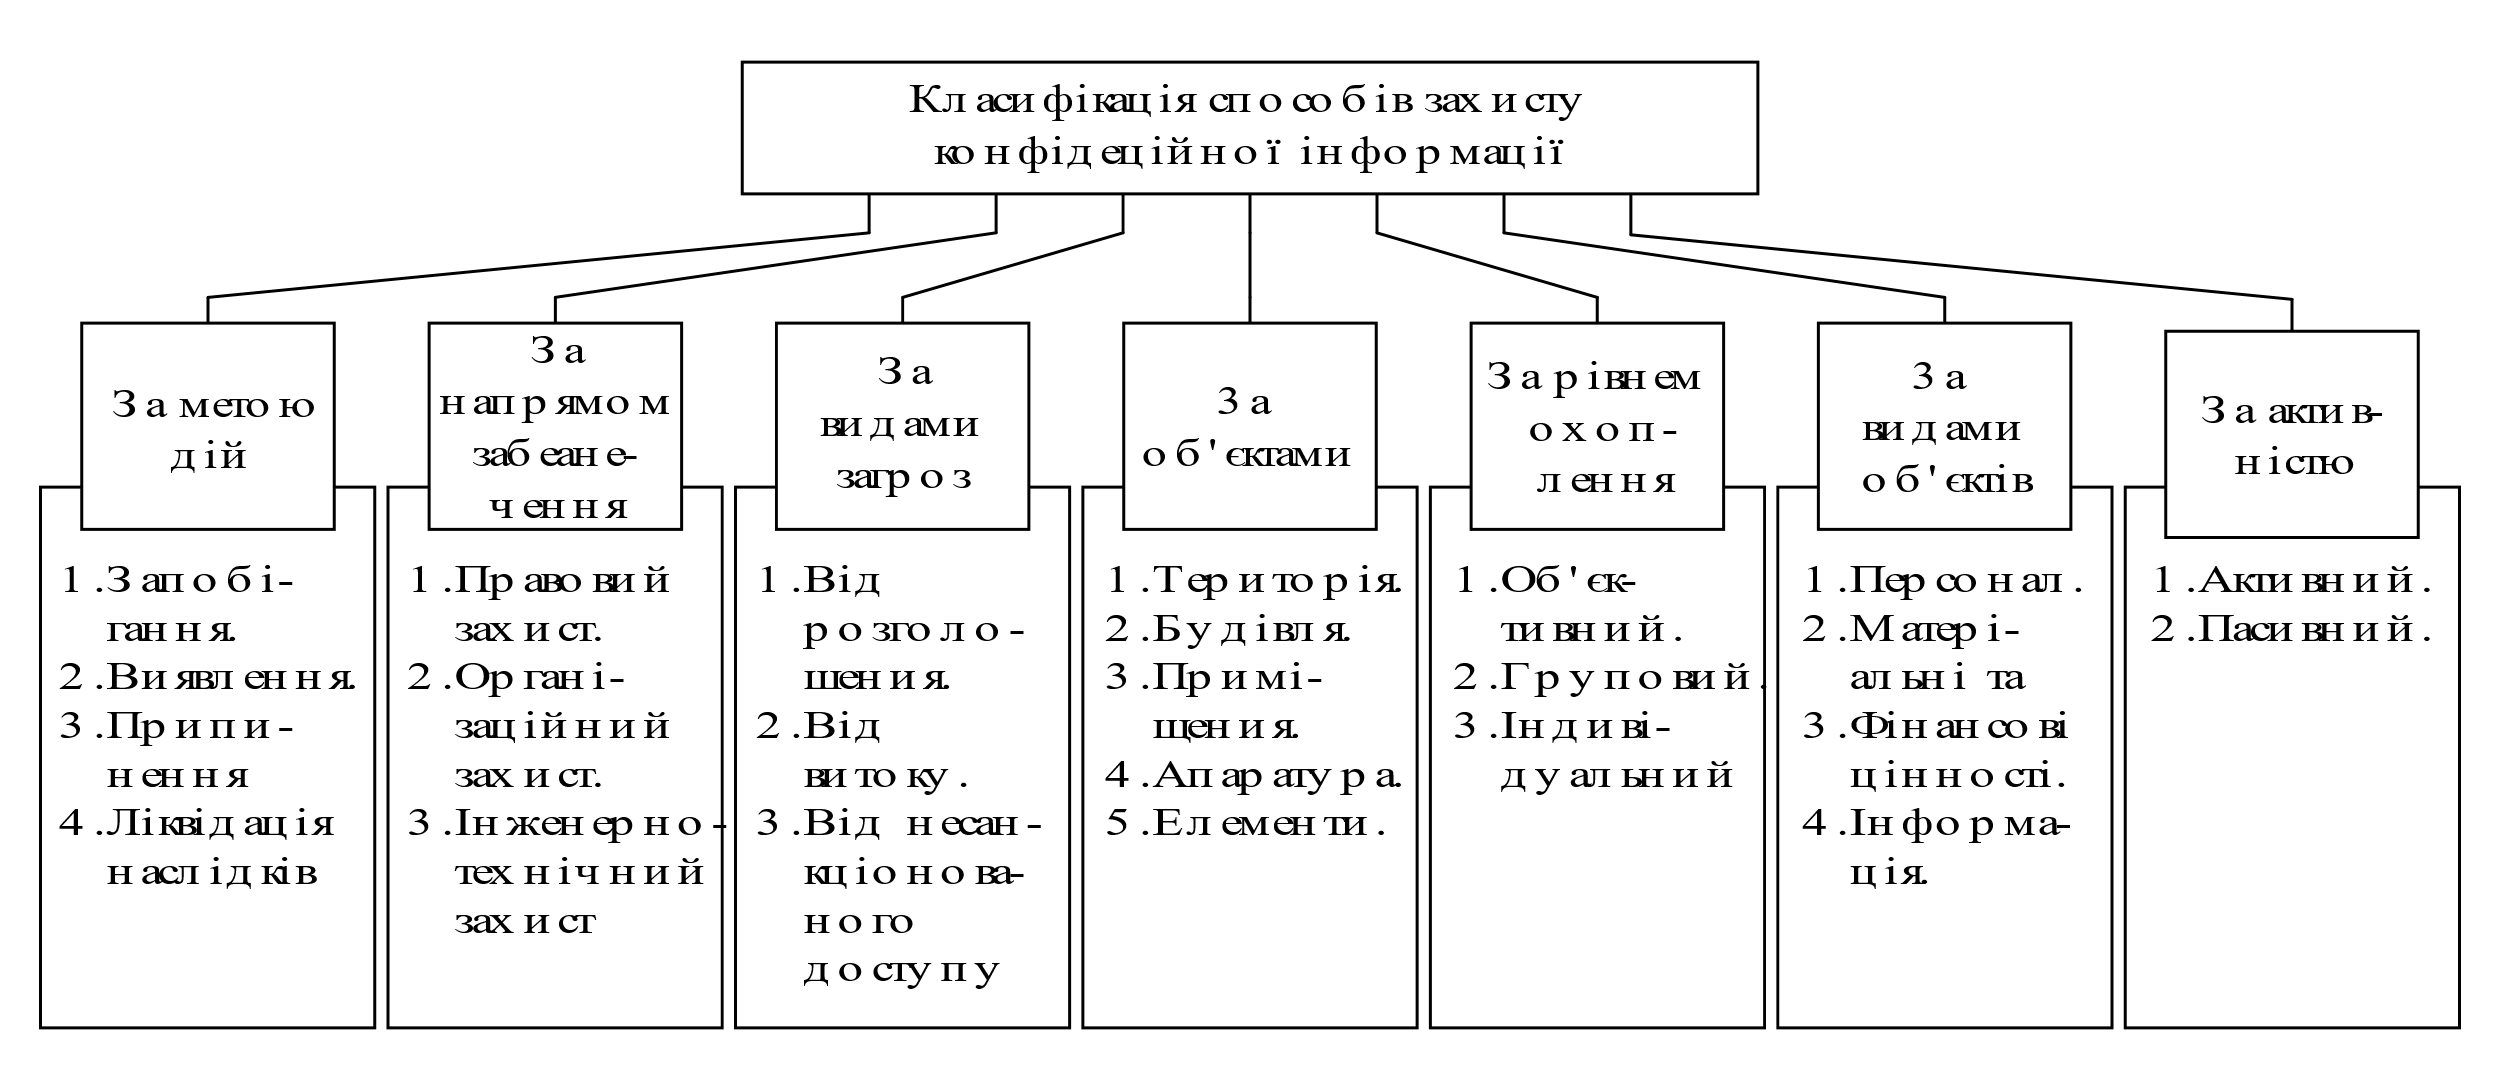 Класифікація способів захисту
конфідеційної інформації
За метою
дій
1.Запобі-
гання.
2.Виявлення.
3.Припи-
нення
4.Ліквідація
наслідків
За
напрямом
забеане-
чення
1.Правовий
захист.
2.Органі-
заційний
захист.
3.Інженерно-
технічний
захист
За
видами
загроз
1.Від
розголо-
шения.
2.Від
витоку.
3.Від несан-
кціонова-
ного
доступу
3а
об'єктами
1.Територія.
2.Будівля.
3.Примі-
щения.
4.Апаратура.
5.Елементи.
За рівнем
охоп-
лення
1.Об'єк-
тивний.
2.Груповий.
3.Індиві-
дуальний
3а
видами
об'єктів
1.Персонал.
2.Матері-
альні та
3.Фінансові
цінності.
4.Інформа-
ція.
За актив-
ністю
1.Активний.
2.Пасивний.